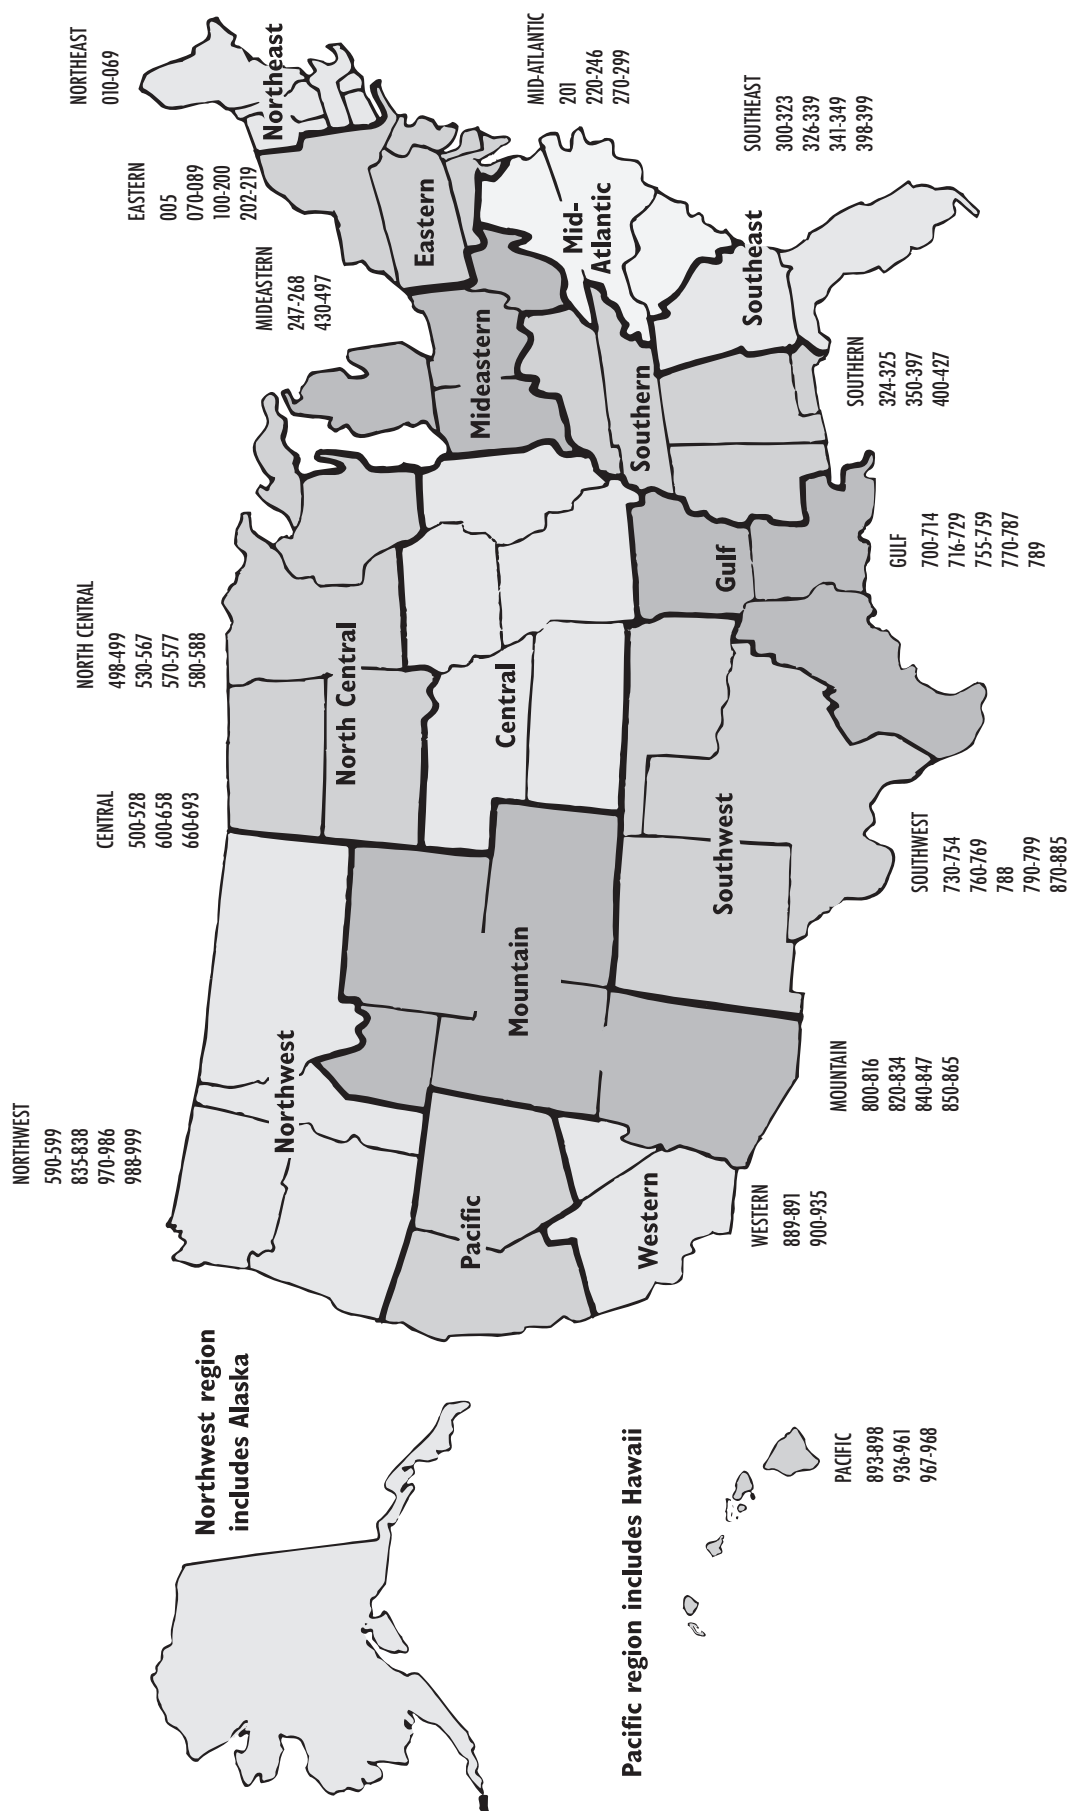 Northwest region
includes Alaska
Pacific region includes Hawaii
PACIFIC
893-898
936-961
967-968
NORTHWEST
590-599
835-838
970-986
988-999
Northwest
Pacific
Western
WESTERN
889-891
900-935
Mountain
MOUNTAIN
800-816
820-834
840-847
850-865
CENTRAL
500-528
600-658
660-693
NORTH CENTRAL
498-499
530-567
570-577
580-588
North Central
Central
Southwest
SOUTHWEST
730-754
760-769
788
790-799
870-885
Gulf
GULF
700-714
716-729
755-759
770-787
789
MIDEASTERN
247-268
430-497
Mideastern
Southern
SOUTHERN
324-325
350-397
400-427
EASTERN
005
070-089
100-200
202-219
Eastern
Mid-
Atlantic
Southeast
NORTHEAST
010-069
Northeast
MID-ATLANTIC
201
220-246
270-299
SOUTHEAST
300-323
326-339
341-349
398-399